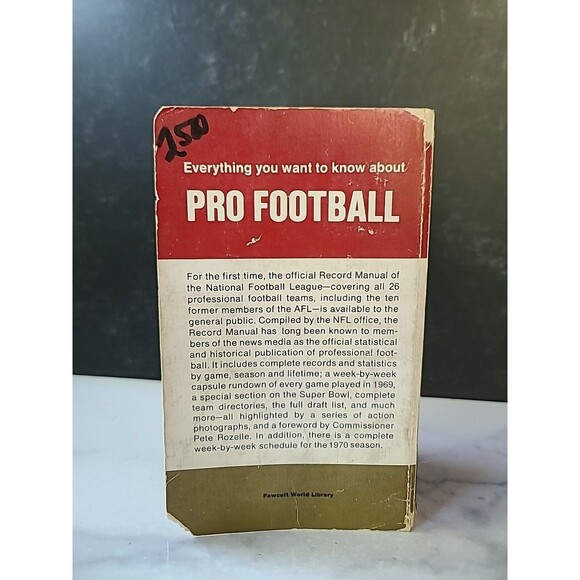 2.50
Everything you want to know about
PRO FOOTBALL
For the first time, the official Record Manual of
the National Football League—covering all 26
professional football teams, including the ten
former members of the AFL—is available to the
general public. Compiled by the NFL office, the
Record Manual has long been known to mem-
bers of the news media as the official statistical
and historical publication of professional foot-
ball. It includes complete records and statistics
by game, season and lifetime; a week-by-week
capsule rundown of every game played in 1969,
a special section on the Super Bowl, complete
team directories, the full draft list, and much
more—all highlighted by a series of action
photographs, and a foreword by Commissioner
Pete Rozelle. In addition, there is a complete
week-by-week schedule for the 1970 season.
Fawcett World Library